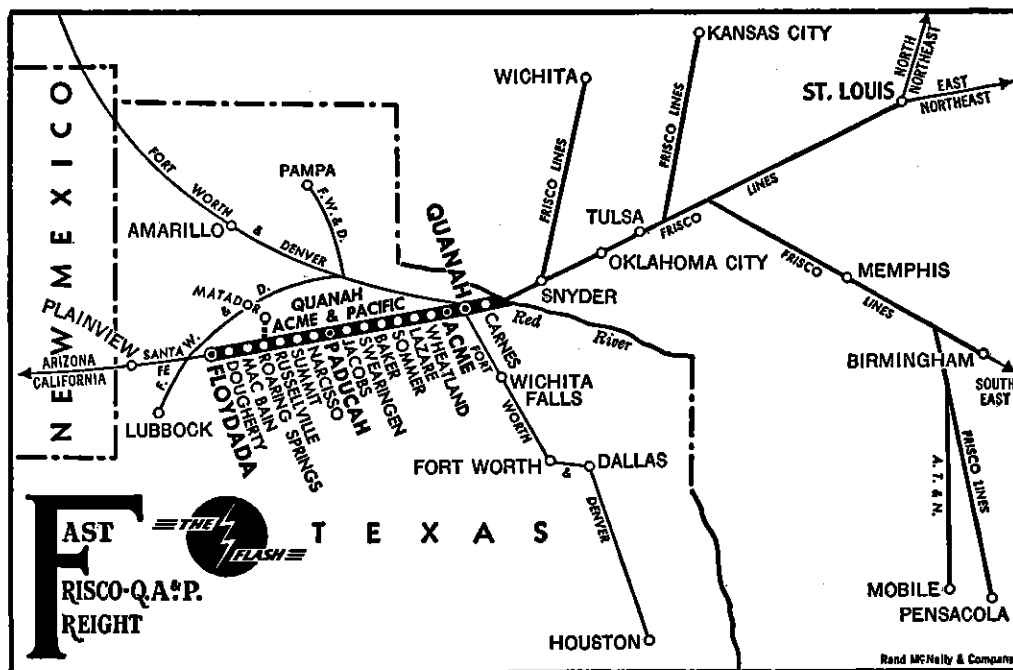 KANSAS CITY
NORTH
NORTHEAST
WICHITA
EAST
NORTHEAST
ST. LOUIS
FRISCO LINES
FRISCO LINES
NEW MEXICO
FORT WORTH & DENVER
PAMPA
F. W. & D.
AMARILLO
QUANAH
TULSA
FRISCO LINES
OKLAHOMA CITY
SNYDER
FRISCO LINES
MEMPHIS
MATADOR
F. W. & D.
QUANAH
ACME & PACIFIC
Red River
PLAINVIEW
SANTA FE
ARIZONA
CALIFORNIA
BIRMINGHAM
SOUTH
EAST
LUBBOCK
FLOYDADA
DOUGHERTY
MAC BAIN
ROARING SPRINGS
RUSSELLVILLE
SUMMIT
NARCISSO
PADUCAH
JACOBS
SWEARINGEN
BAKER
SOMMER
LAZARE
WHEATLAND
ACME
CARNES
FORT WORTH & DENVER
WICHITA
FALLS
FORT WORTH
DALLAS
A. T. & N.
FRISCO LINES
TEXAS
THE
FLASH
FAST
FRISCO-Q.A.&P.
FREIGHT
MOBILE
PENSACOLA
HOUSTON
Rand McNally & Company